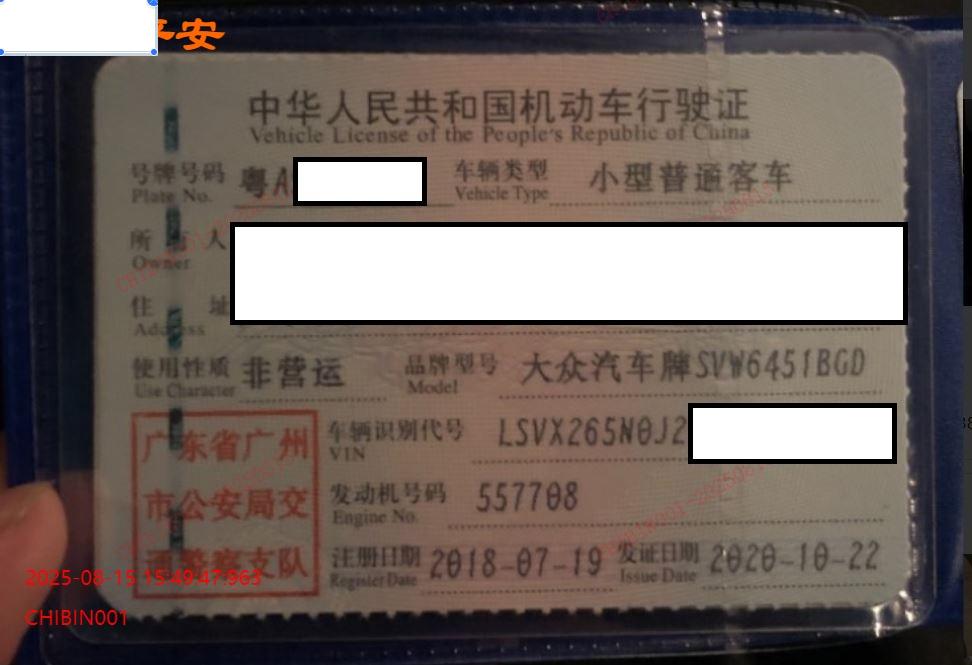 平安
中华人民共和国机动车行驶证
Vehicle License of the People's Republic of China
号牌号码 粤A 车辆类型 小型普通客车
Plate No. Vehicle Type
所有人
Owner
住址
Address
使用性质 非营运 品牌型号 大众汽车牌SVW6451BGD
Use Character Model
广东省广州 车辆识别代号 LSVX265N0J2
VIN
市公安局交 发动机号码 557708
Engine No.
通警察支队 注册日期 2018-07-19 发证日期 2020-10-22
Register Date Issue Date
2025-08-15 15:49:47:963
CHIBIN001